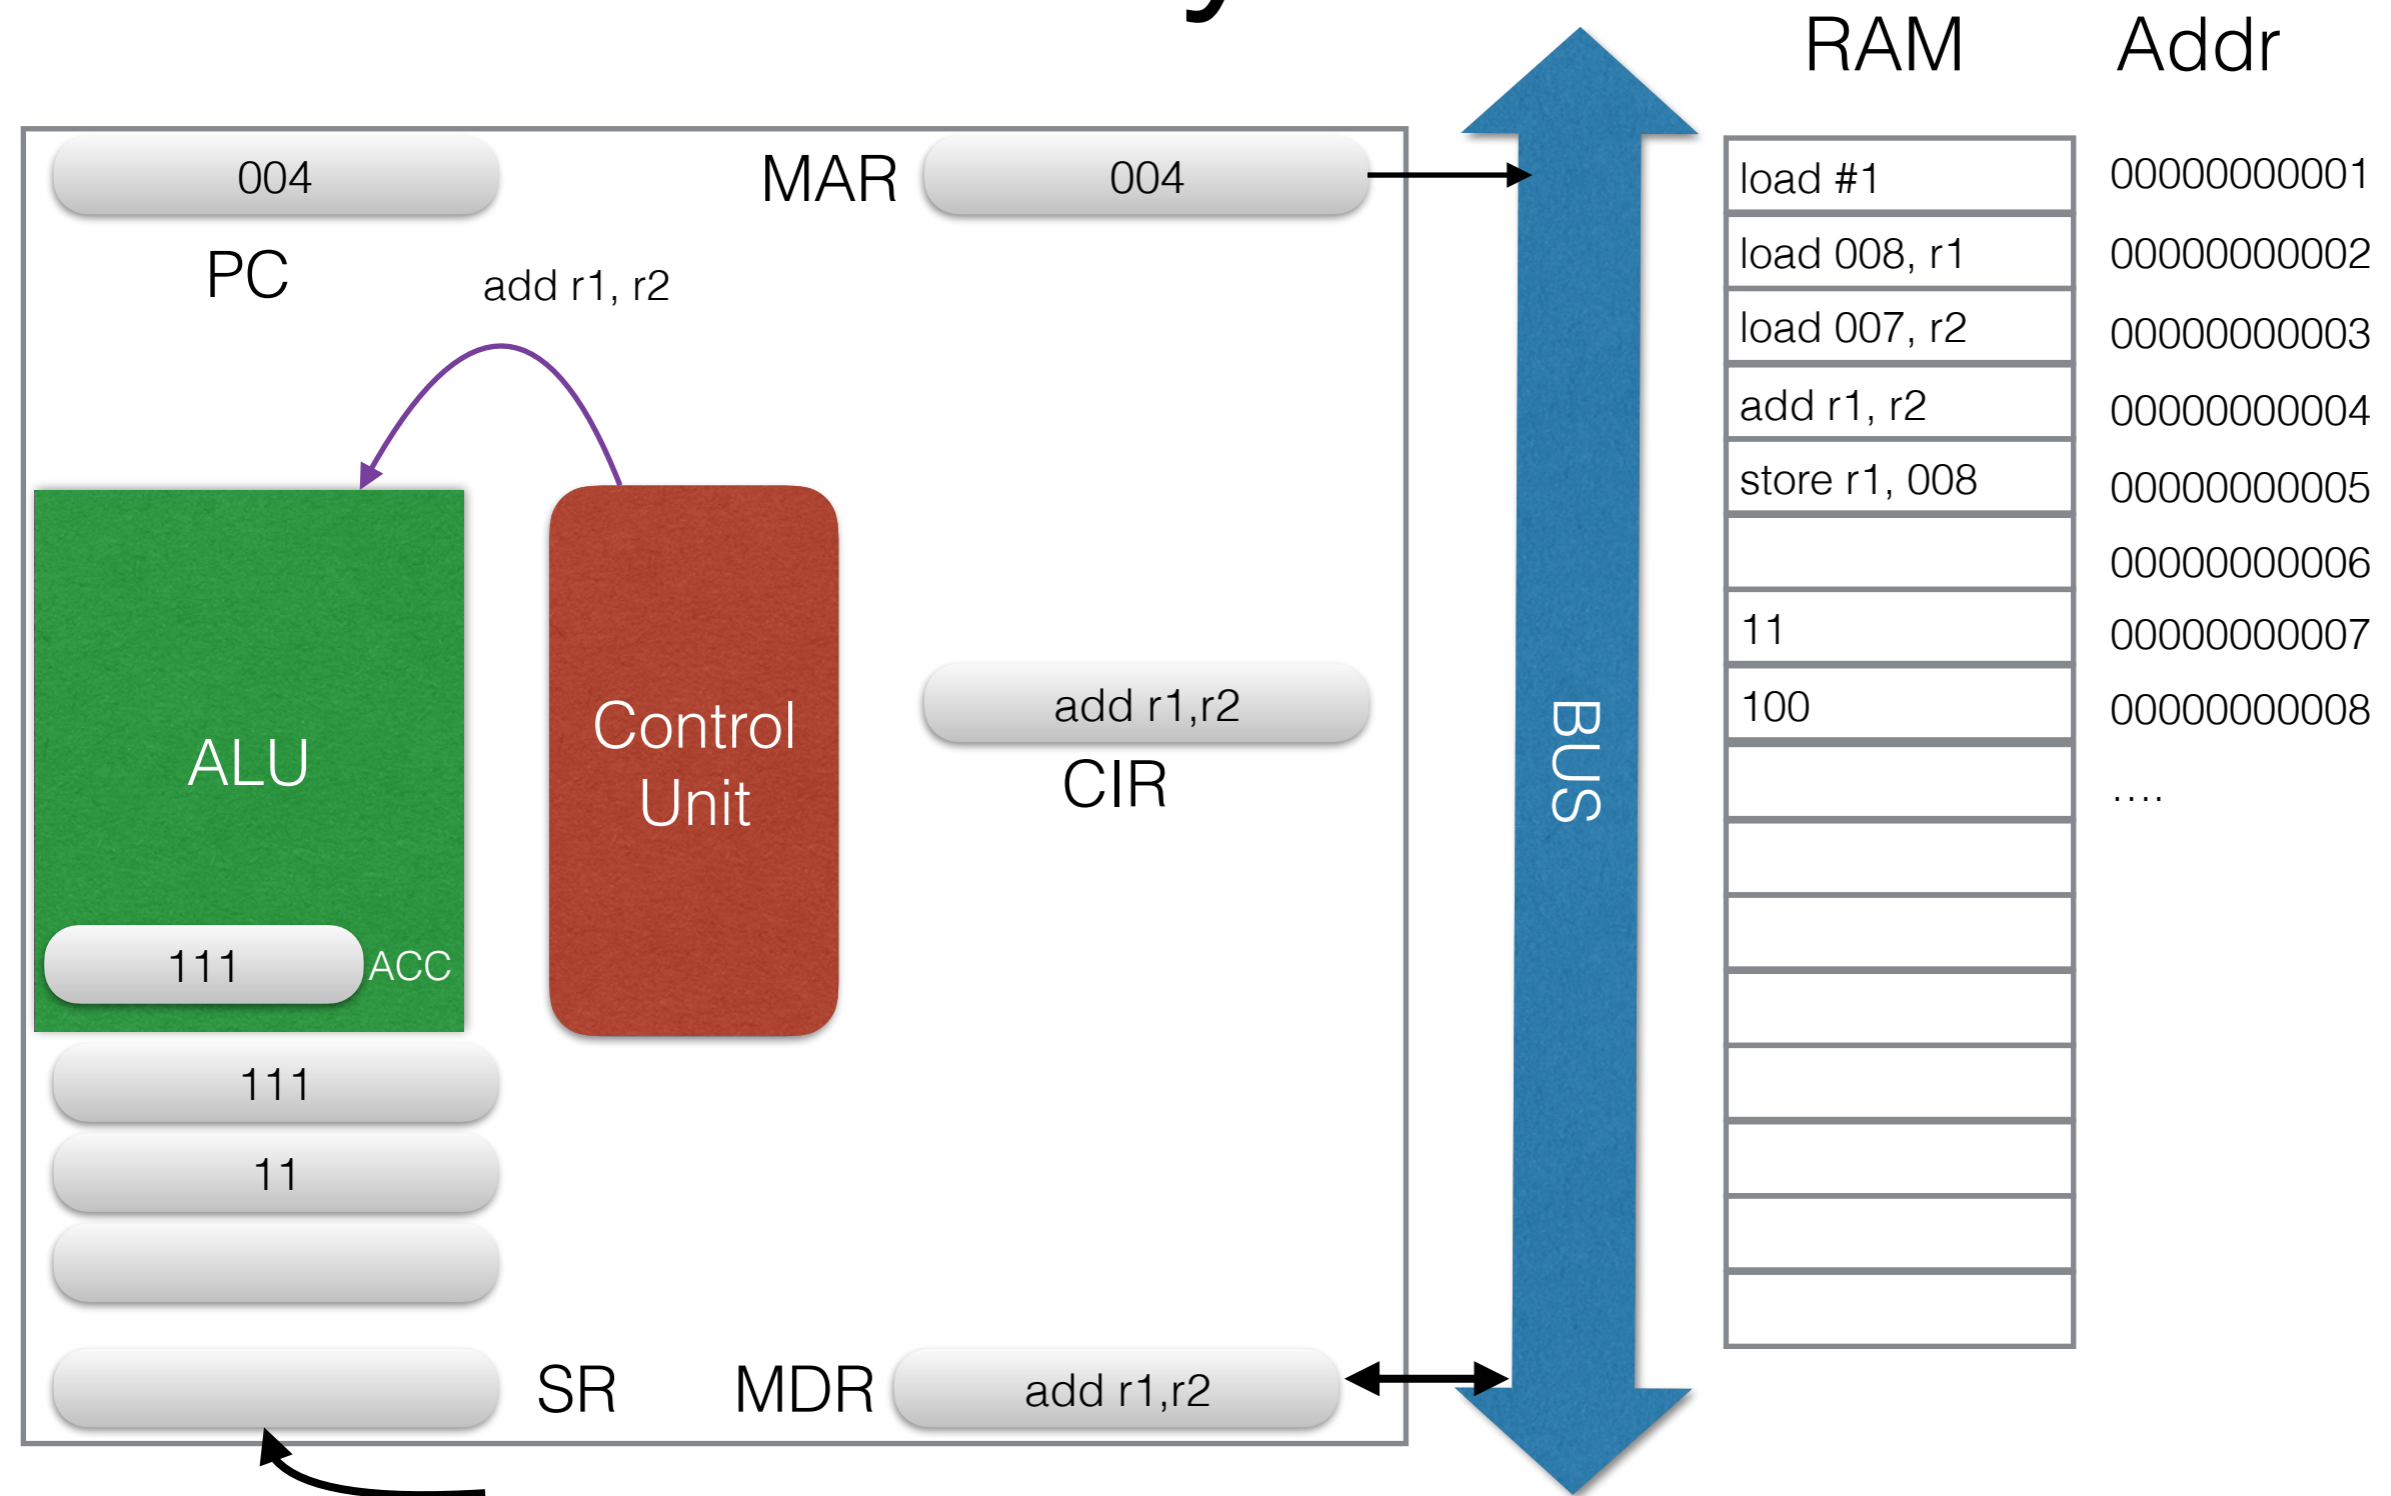 RAM Addr
004
PC
MAR 004
add r1, r2
ALU
111 ACC
Control
Unit
add r1,r2
CIR
111
11
SR
MDR add r1,r2
BUS
load #1 00000000001
load 008, r1 00000000002
load 007, r2 00000000003
add r1, r2 00000000004
store r1, 008 00000000005
00000000006
11 00000000007
100 00000000008
....